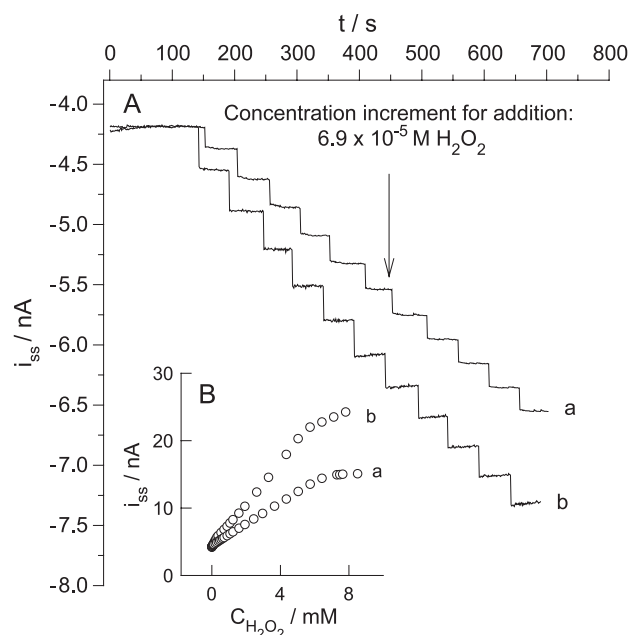 t / s
0 100 200 300 400 500 600 700 800
A
Concentration increment for addition:
6.9 x 10⁻⁵ M H₂O₂
-4.0
-4.5
-5.0
-5.5
-6.0
-6.5
-7.0
-7.5
-8.0
i_ss / nA
a
b
B
30
20
10
0
i_ss / nA
b
a
0 4 8
C_H₂O₂ / mM